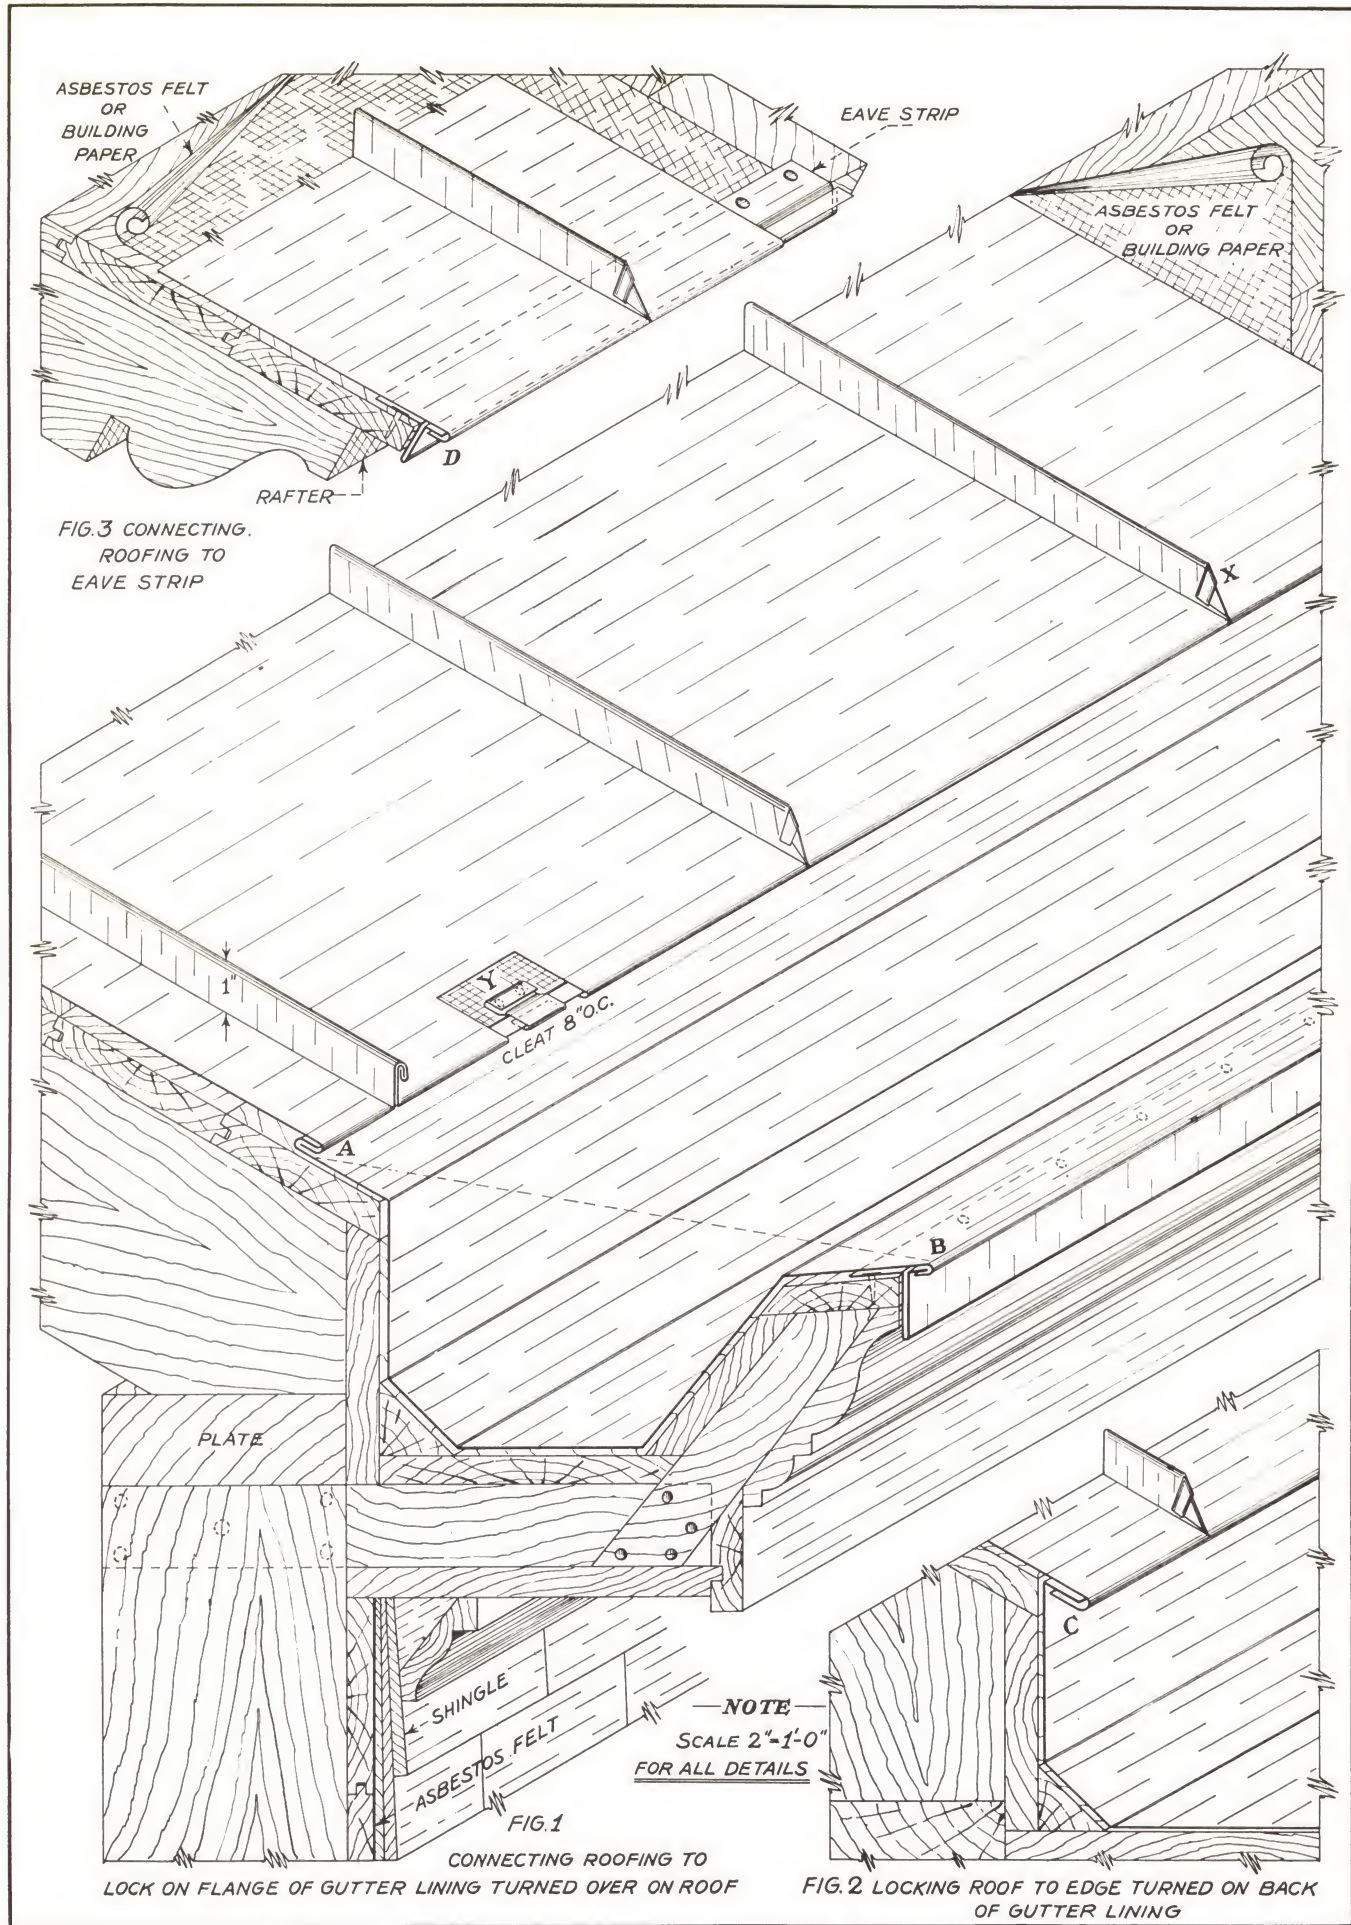 ASBESTOS FELT
OR
BUILDING
PAPER
EAVE STRIP
ASBESTOS FELT
OR
BUILDING PAPER
D
RAFTER
FIG.3 CONNECTING.
ROOFING TO
EAVE STRIP
X
1"
Y
CLEAT 8" O.C.
A
B
PLATE
C
SHINGLE
ASBESTOS FELT
—NOTE—
SCALE 2"=1'-0"
FOR ALL DETAILS
FIG.1
CONNECTING ROOFING TO
LOCK ON FLANGE OF GUTTER LINING TURNED OVER ON ROOF
FIG.2 LOCKING ROOF TO EDGE TURNED ON BACK
OF GUTTER LINING